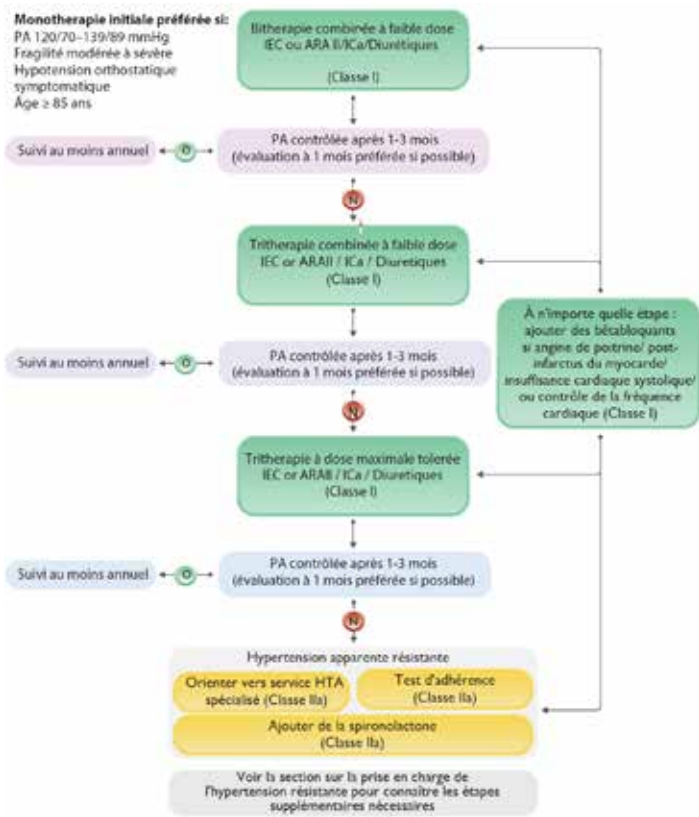 Monotherapie initiale préférée si:
PA 120/70–139/89 mmHg
Fragilité modérée à sévère
Hypotension orthostatique
symptomatique
Âge ≥ 85 ans
Bitherapie combinée à faible dose
IEC ou ARA II/ICa/Diurétiques
(Classe I)
PA contrôlée après 1-3 mois
(évaluation à 1 mois préférée si possible)
O
Suivi au moins annuel
N
Tritherapie combinée à faible dose
IEC or ARAII / ICa / Diuretiques
(Classe I)
À n'importe quelle étape :
ajouter des bêtabloquants
si angine de poitrine/ post-
infarctus du myocarde/
insuffisance cardiaque systolique/
ou contrôle de la fréquence
cardiaque (Classe I)
PA contrôlée après 1-3 mois
(évaluation à 1 mois préférée si possible)
O
Suivi au moins annuel
N
Tritherapie à dose maximale tolerée
IEC or ARAII / ICa / Diuretiques
(Classe I)
PA contrôlée après 1-3 mois
(évaluation à 1 mois préférée si possible)
O
Suivi au moins annuel
N
Hypertension apparente résistante
Orienter vers service HTA
spécialisé (Classe IIa)
Test d'adhérence
(Classe IIa)
Ajouter de la spironolactone
(Classe IIa)
Voir la section sur la prise en charge de
l'hypertension résistante pour connaître les étapes
supplémentaires nécessaires